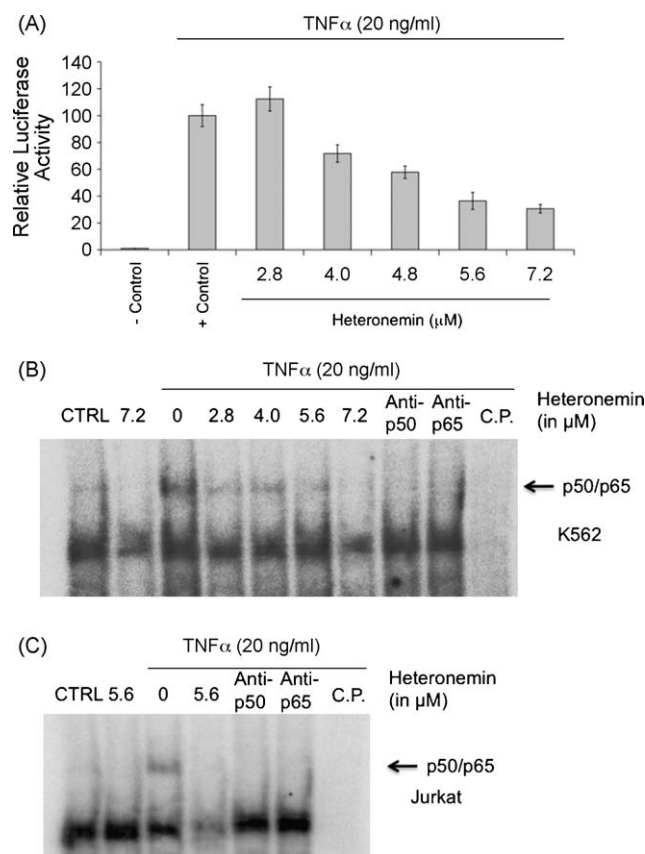 (A)
TNFα (20 ng/ml)
Relative Luciferase
Activity
140
120
100
80
60
40
20
0
- Control
+ Control
2.8 4.0 4.8 5.6 7.2
Heteronemin (μM)
(B)
TNFα (20 ng/ml)
CTRL 7.2 0 2.8 4.0 5.6 7.2 Anti-p50 Anti-p65 C.P.
Heteronemin
(in μM)
p50/p65
K562
(C)
TNFα (20 ng/ml)
CTRL 5.6 0 5.6 Anti-p50 Anti-p65 C.P.
Heteronemin
(in μM)
p50/p65
Jurkat